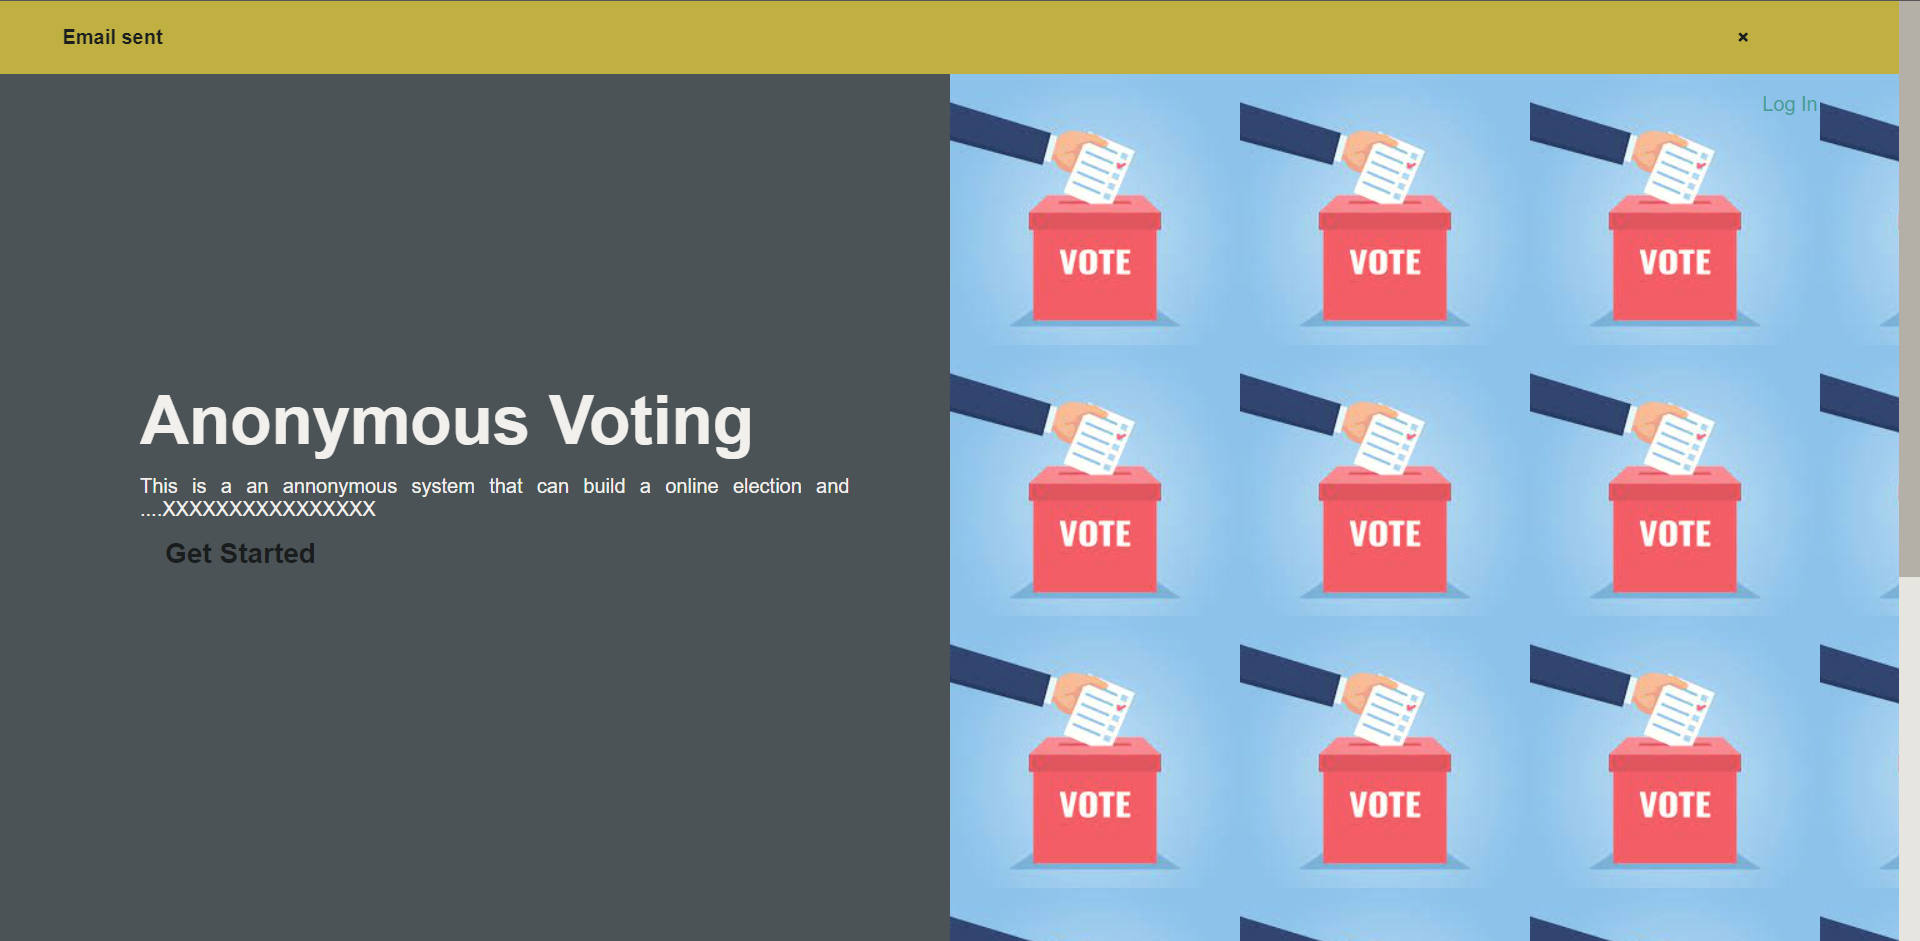 Email sent
×
Log In
Anonymous Voting
This is a an annonymous system that can build a online election and
....XXXXXXXXXXXXXXXX
Get Started
VOTE
VOTE
VOTE
VOTE
VOTE
VOTE
VOTE
VOTE
VOTE